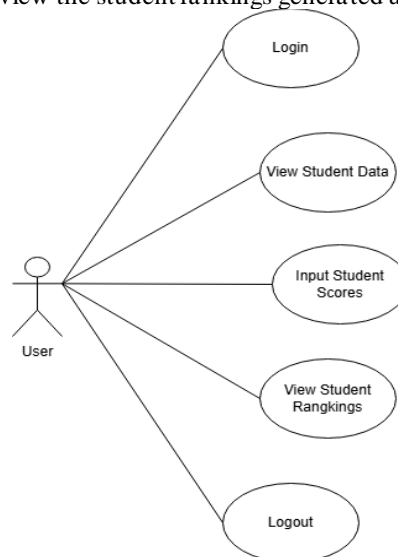 view the student rankings generated a
Login
View Student Data
Input Student
Scores
User
View Student
Rangkings
Logout